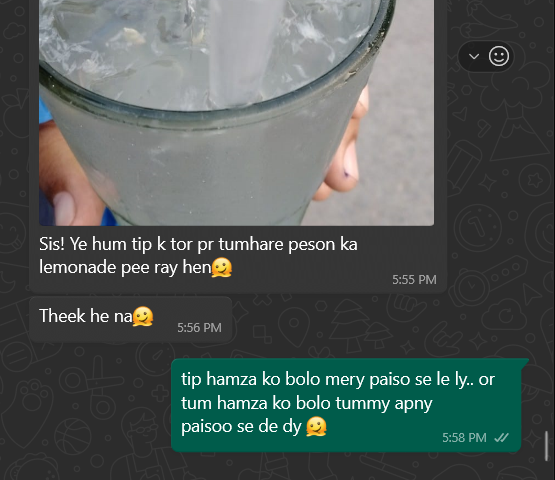 Sis! Ye hum tip k tor pr tumhare peson ka
lemonade pee ray hen🫠
5:55 PM
Theek he na🫠
5:56 PM
tip hamza ko bolo mery paiso se le ly.. or
tum hamza ko bolo tummy apny
paisoo se de dy 🫠
5:58 PM